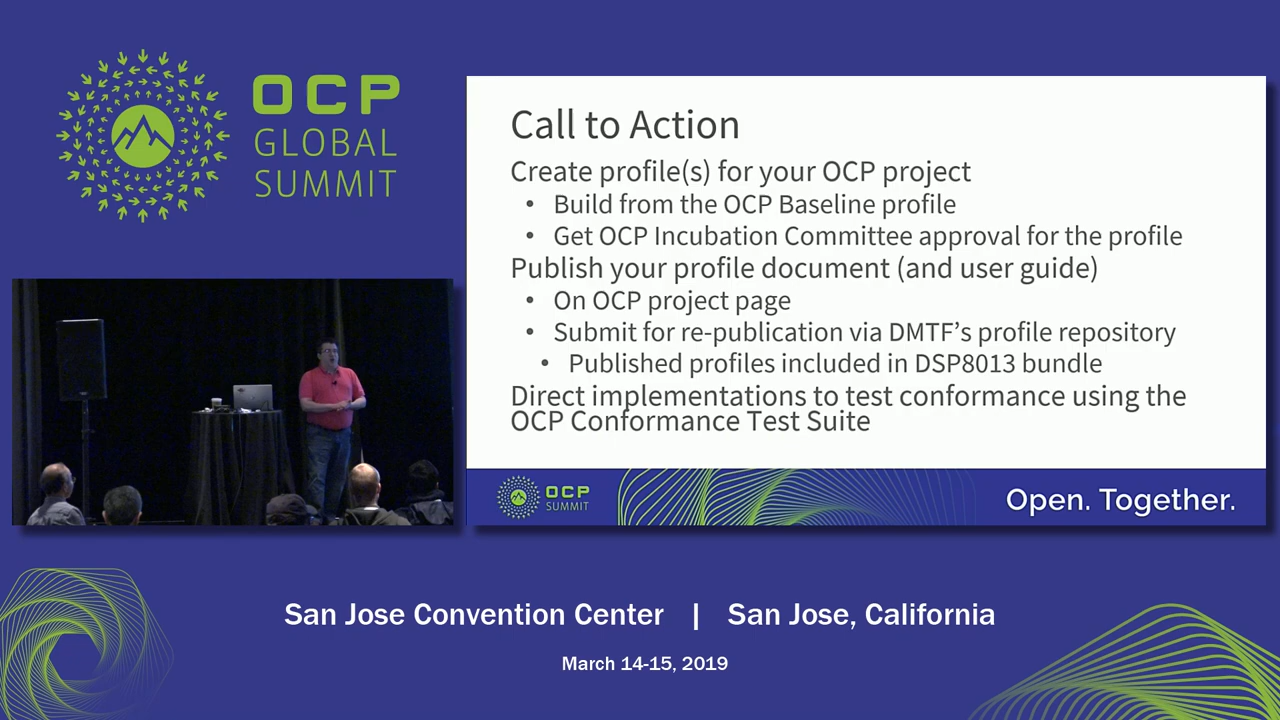 OCP
GLOBAL
SUMMIT
Call to Action
Create profile(s) for your OCP project
• Build from the OCP Baseline profile
• Get OCP Incubation Committee approval for the profile
Publish your profile document (and user guide)
• On OCP project page
• Submit for re-publication via DMTF’s profile repository
• Published profiles included in DSP8013 bundle
Direct implementations to test conformance using the
OCP Conformance Test Suite
OCP
SUMMIT
Open. Together.
San Jose Convention Center | San Jose, California
March 14-15, 2019